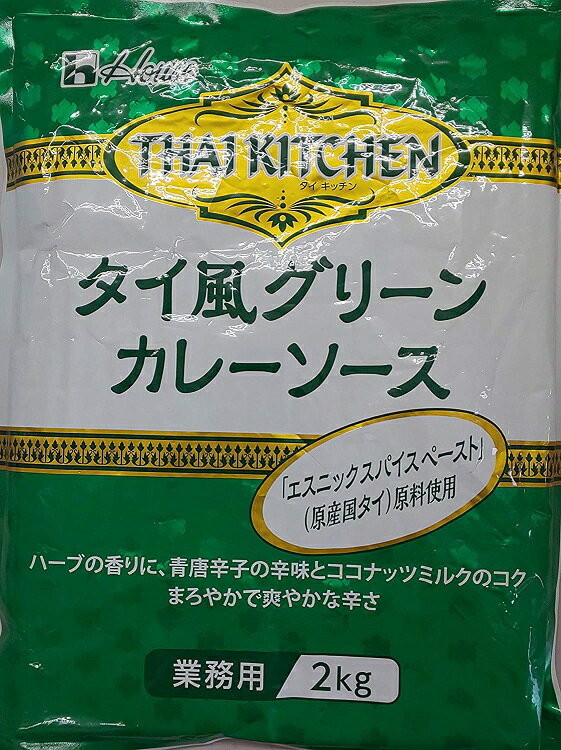 House
THAI KITCHEN
タイ キッチン
タイ風グリーン
カレーソース
「エスニックスパイスペースト」
(原産国タイ)原料使用
ハーブの香りに、青唐辛子の辛味とココナッツミルクのコク
まろやかで爽やかな辛さ
業務用 2kg